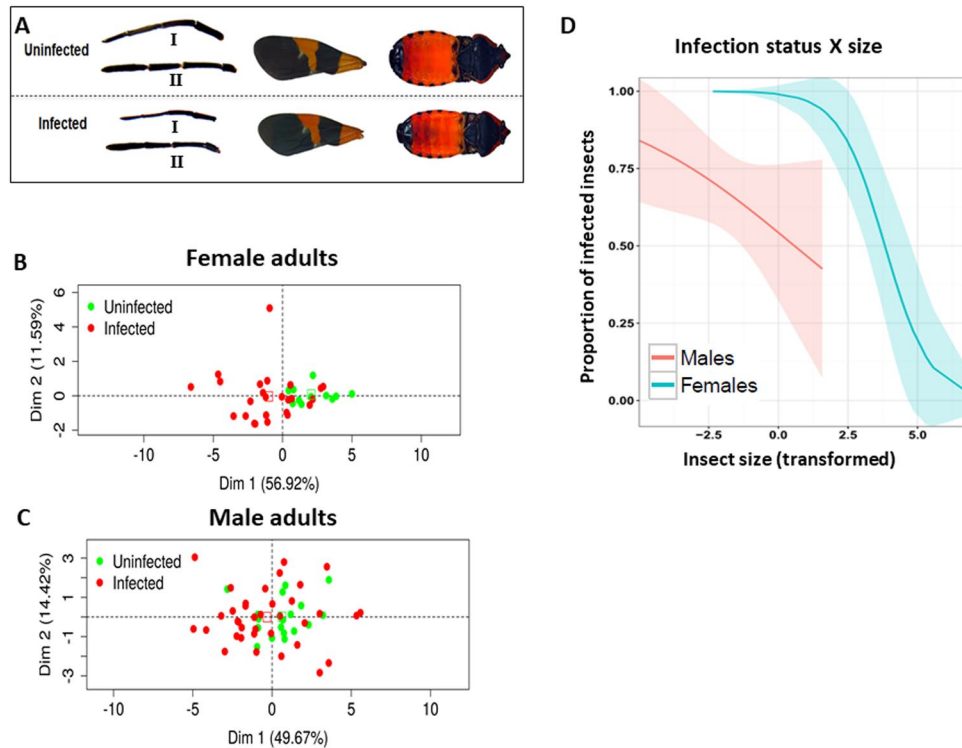 A
Uninfected
I
II
Infected
I
II
B
Female adults
Uninfected
Infected
Dim 2 (11.59%)
6
4
2
0
-2
-10
-5
0
5
10
Dim 1 (56.92%)
C
Male adults
Uninfected
Infected
Dim 2 (14.42%)
3
1
-1
-3
-10
-5
0
5
10
Dim 1 (49.67%)
D
Infection status X size
Proportion of infected insects
1.00
0.75
0.50
0.25
0.00
Males
Females
-2.5
0.0
2.5
5.0
Insect size (transformed)